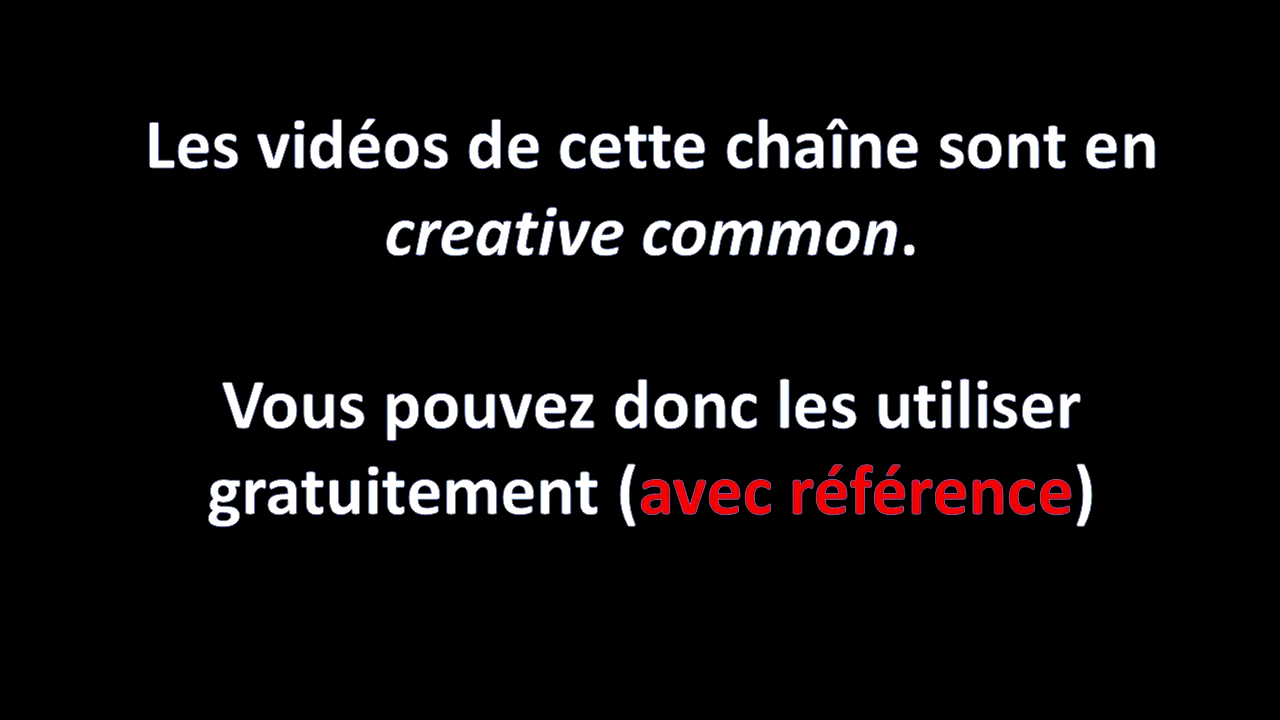 Les vidéos de cette chaîne sont en
creative common.
Vous pouvez donc les utiliser
gratuitement (avec référence)